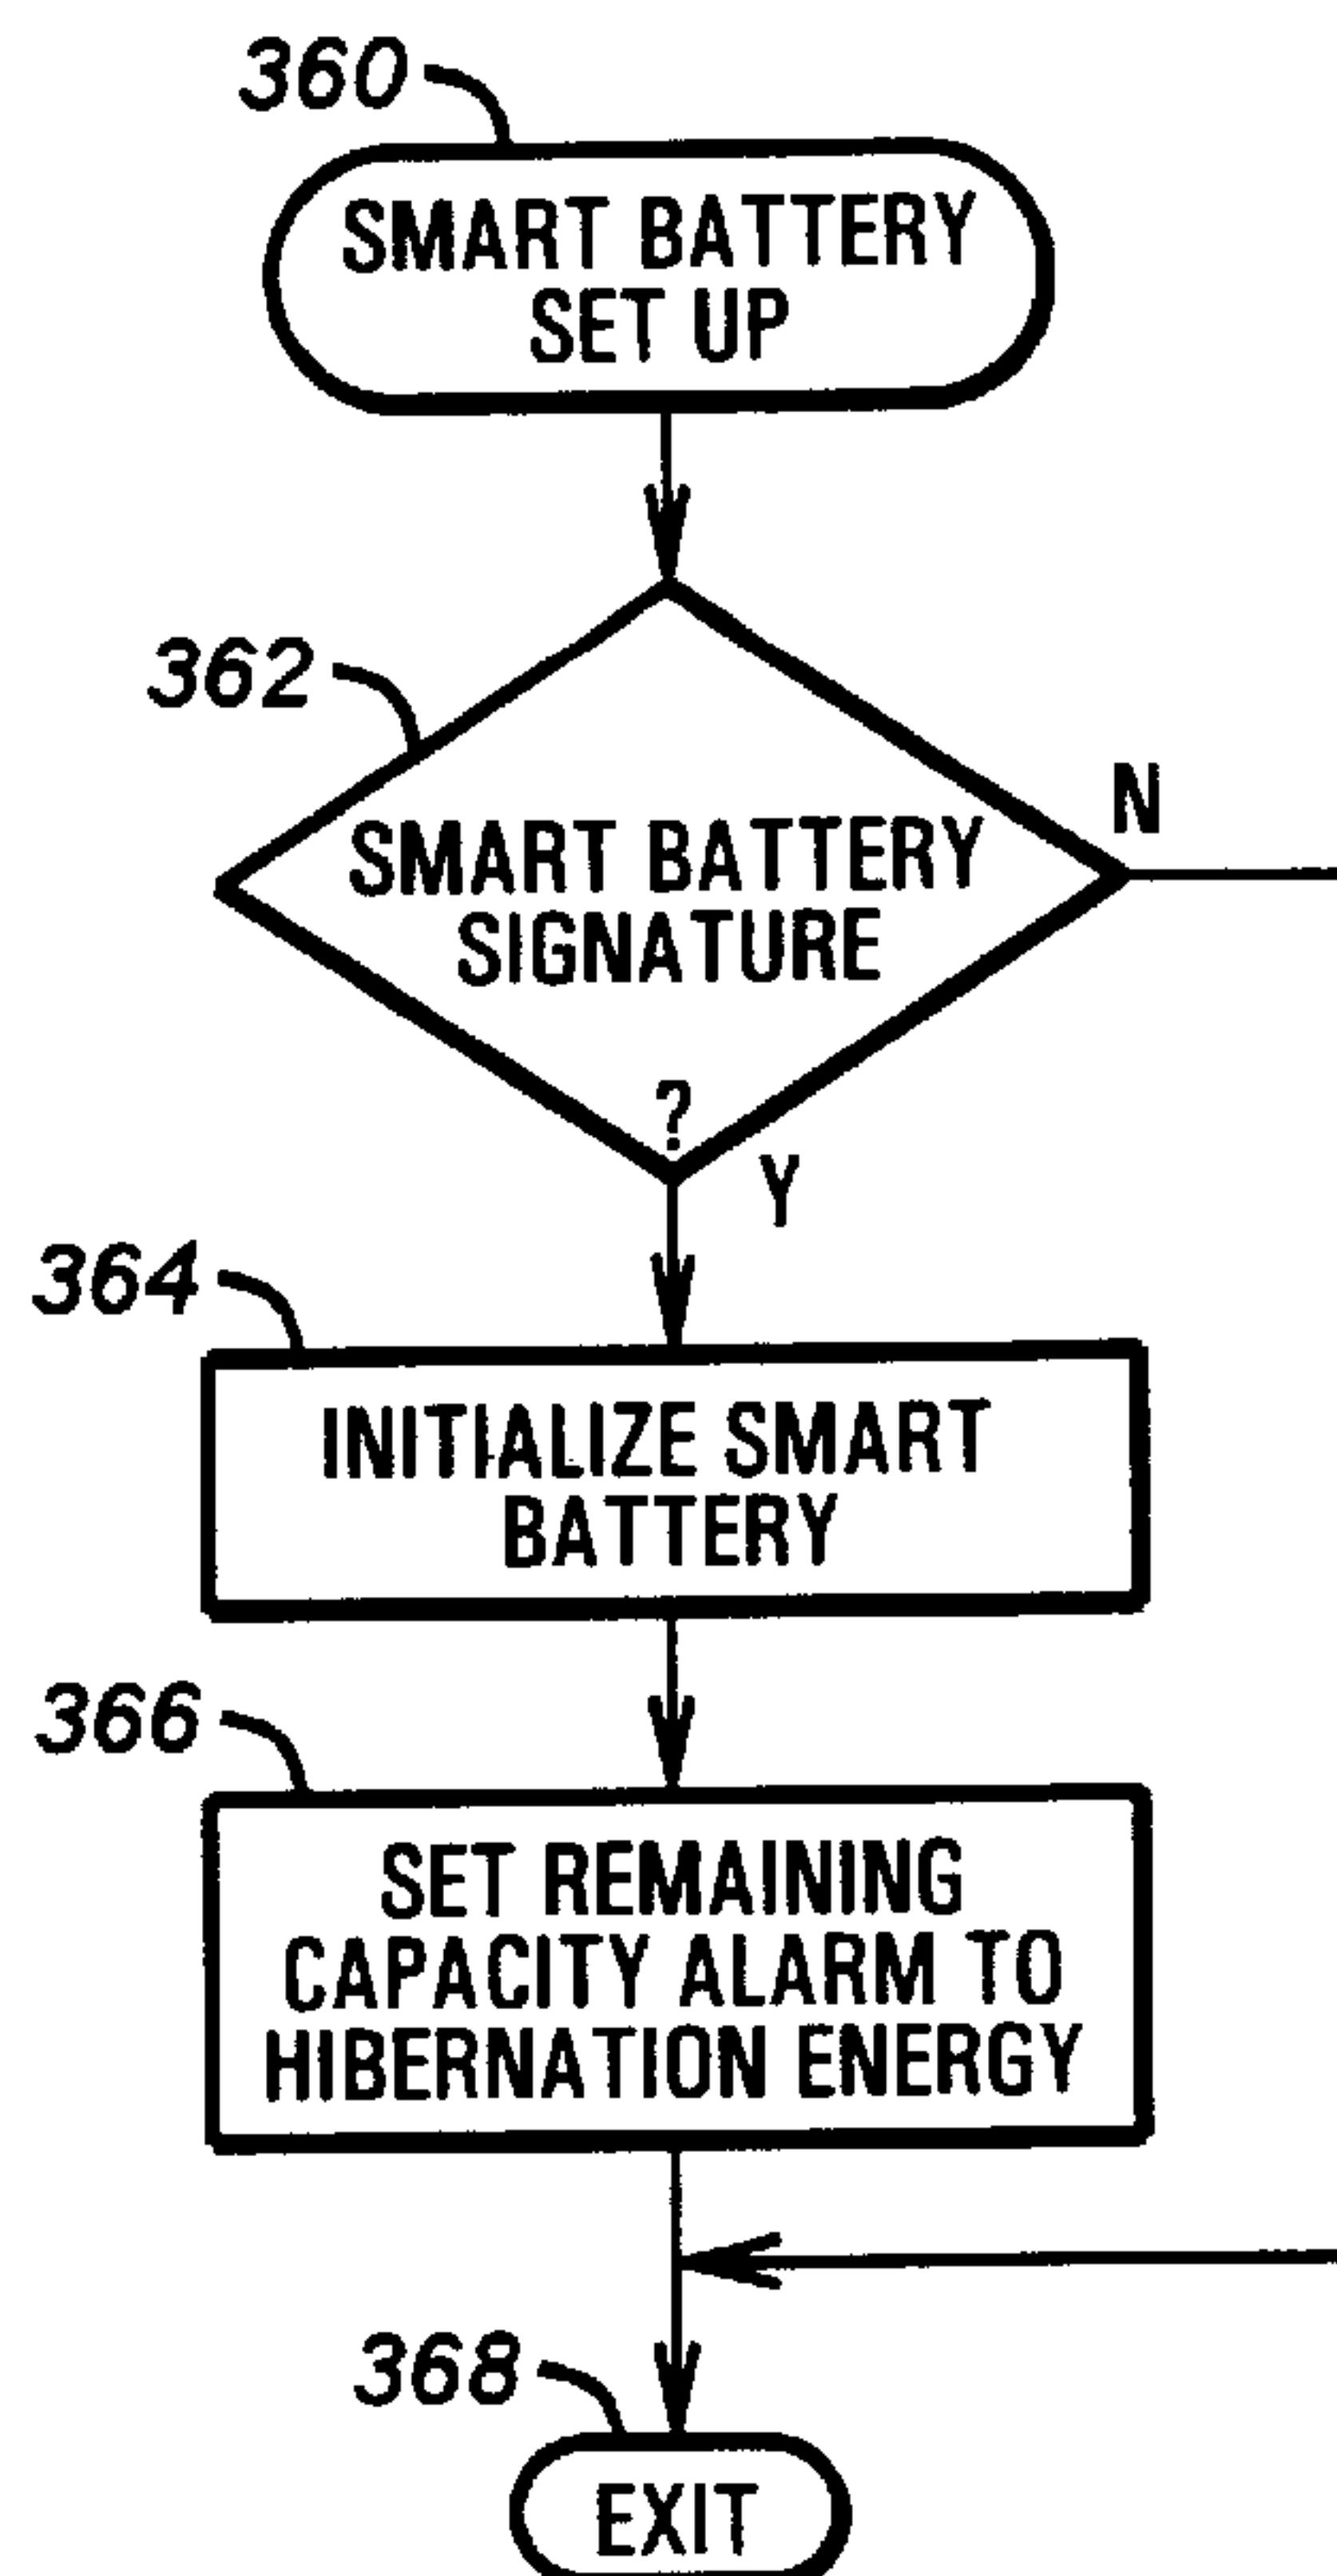 360
SMART BATTERY
SET UP
362
N
SMART BATTERY
SIGNATURE
?
Y
364
INITIALIZE SMART
BATTERY
366
SET REMAINING
CAPACITY ALARM TO
HIBERNATION ENERGY
368
EXIT